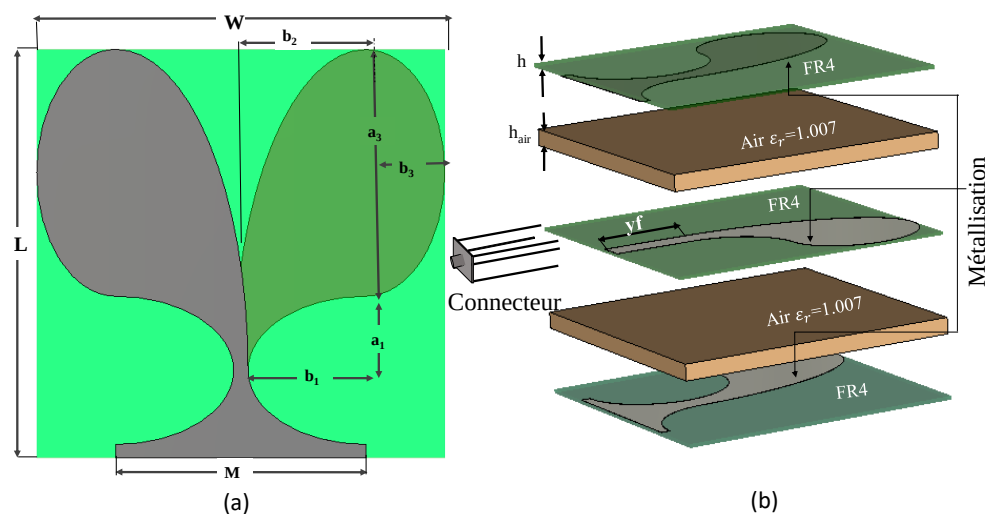 W
b2
L
a3
b3
a1
b1
M
(a)
h
FR4
hair
Air εr=1.007
FR4
yf
Connecteur
Métallisation
Air εr=1.007
FR4
(b)